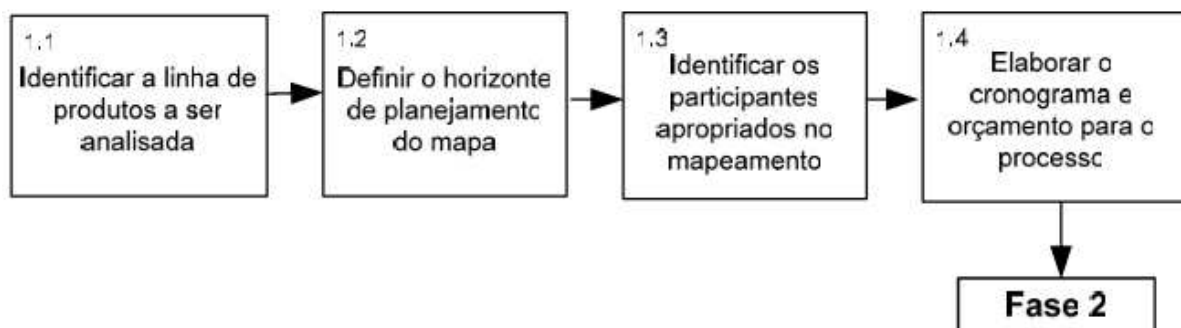 1.1
Identificar a linha de
produtos a ser
analisada
1.2
Definir o horizonte
de planejamento
do mapa
1.3
Identificar os
participantes
apropriados no
mapeamento
1.4
Elaborar o
cronograma e
orçamento para o
processo
Fase 2